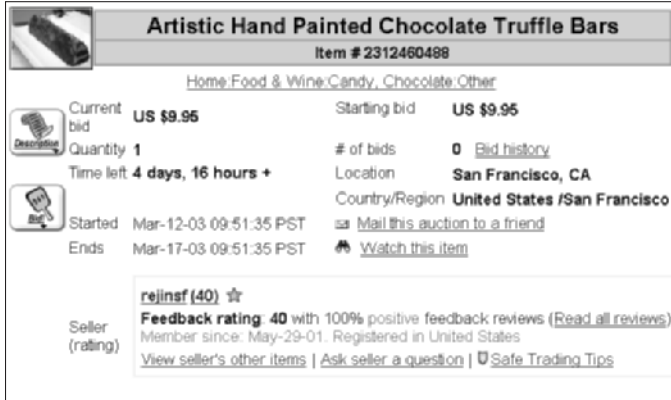 Artistic Hand Painted Chocolate Truffle Bars
Item # 2312460488
Home:Food & Wine:Candy, Chocolate:Other
Current bid US $9.95 Starting bid US $9.95
Description
Quantity 1 # of bids 0 Bid history
Time left 4 days, 16 hours + Location San Francisco, CA
Country/Region United States /San Francisco
Bid
Started Mar-12-03 09:51:35 PST Mail this auction to a friend
Ends Mar-17-03 09:51:35 PST Watch this item
rejinsf (40)
Seller (rating)
Feedback rating: 40 with 100% positive feedback reviews (Read all reviews)
Member since: May-29-01. Registered in United States
View seller's other items | Ask seller a question | Safe Trading Tips